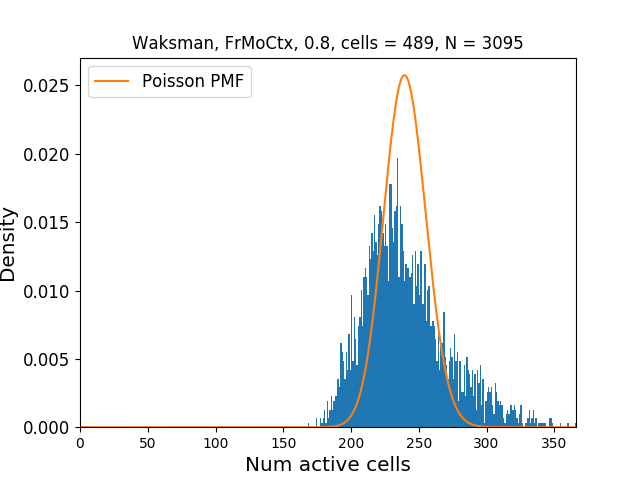 Waksman, FrMoCtx, 0.8, cells = 489, N = 3095
Poisson PMF
Density
0.025
0.020
0.015
0.010
0.005
0.000
0 50 100 150 200 250 300 350
Num active cells